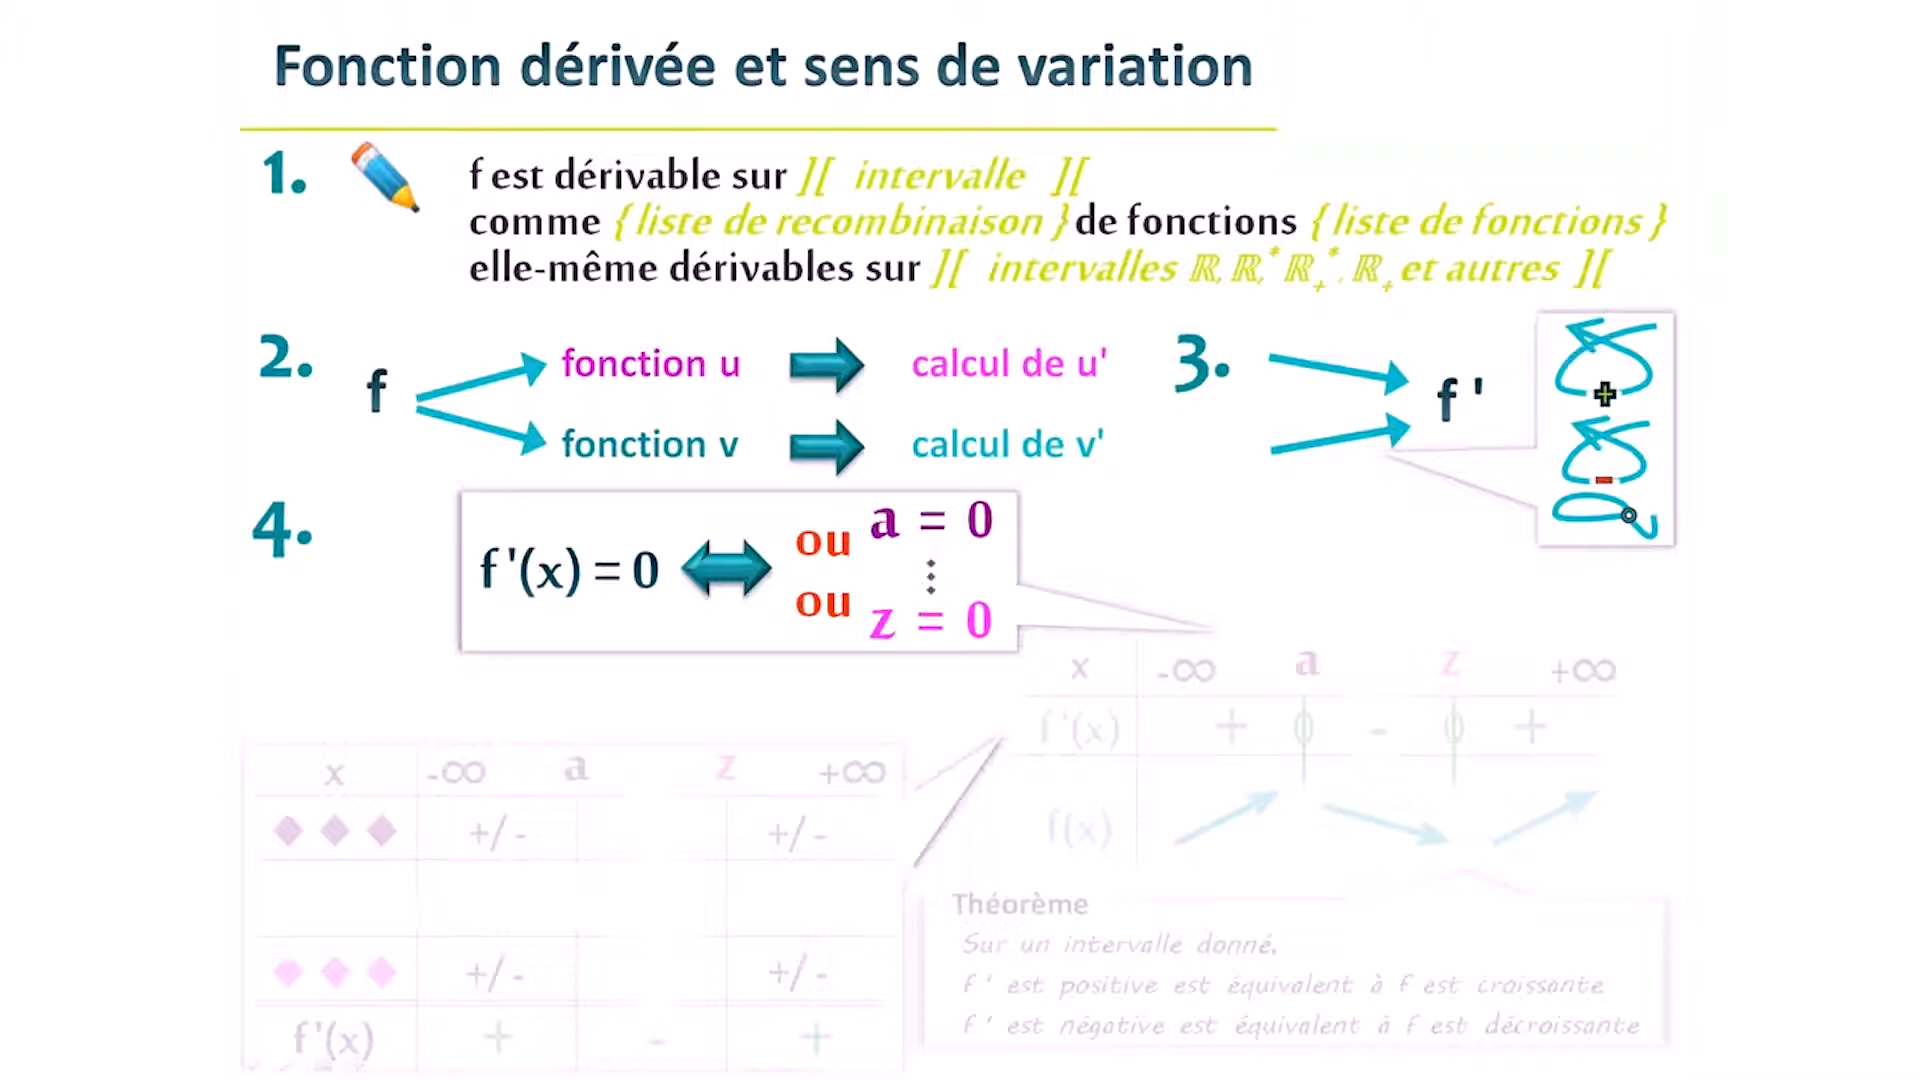 Fonction dérivée et sens de variation
1. f est dérivable sur ][ intervalle ][
comme { liste de recombinaison } de fonctions { liste de fonctions }
elle-même dérivables sur ][ intervalles ℝ, ℝ,* ℝ+*, ℝ+ et autres ][
2. f fonction u calcul de u'
fonction v calcul de v'
3. f '
+
-
∘
4. f '(x) = 0 ou a = 0
⋮
ou z = 0
x -∞ a z +∞
f '(x) + 0 - 0 +
f(x)
x -∞ a z +∞
+/- +/-
+/- +/-
f '(x) + - +
Théorème
Sur un intervalle donné,
f ' est positive est équivalent à f est croissante
f ' est négative est équivalent à f est décroissante